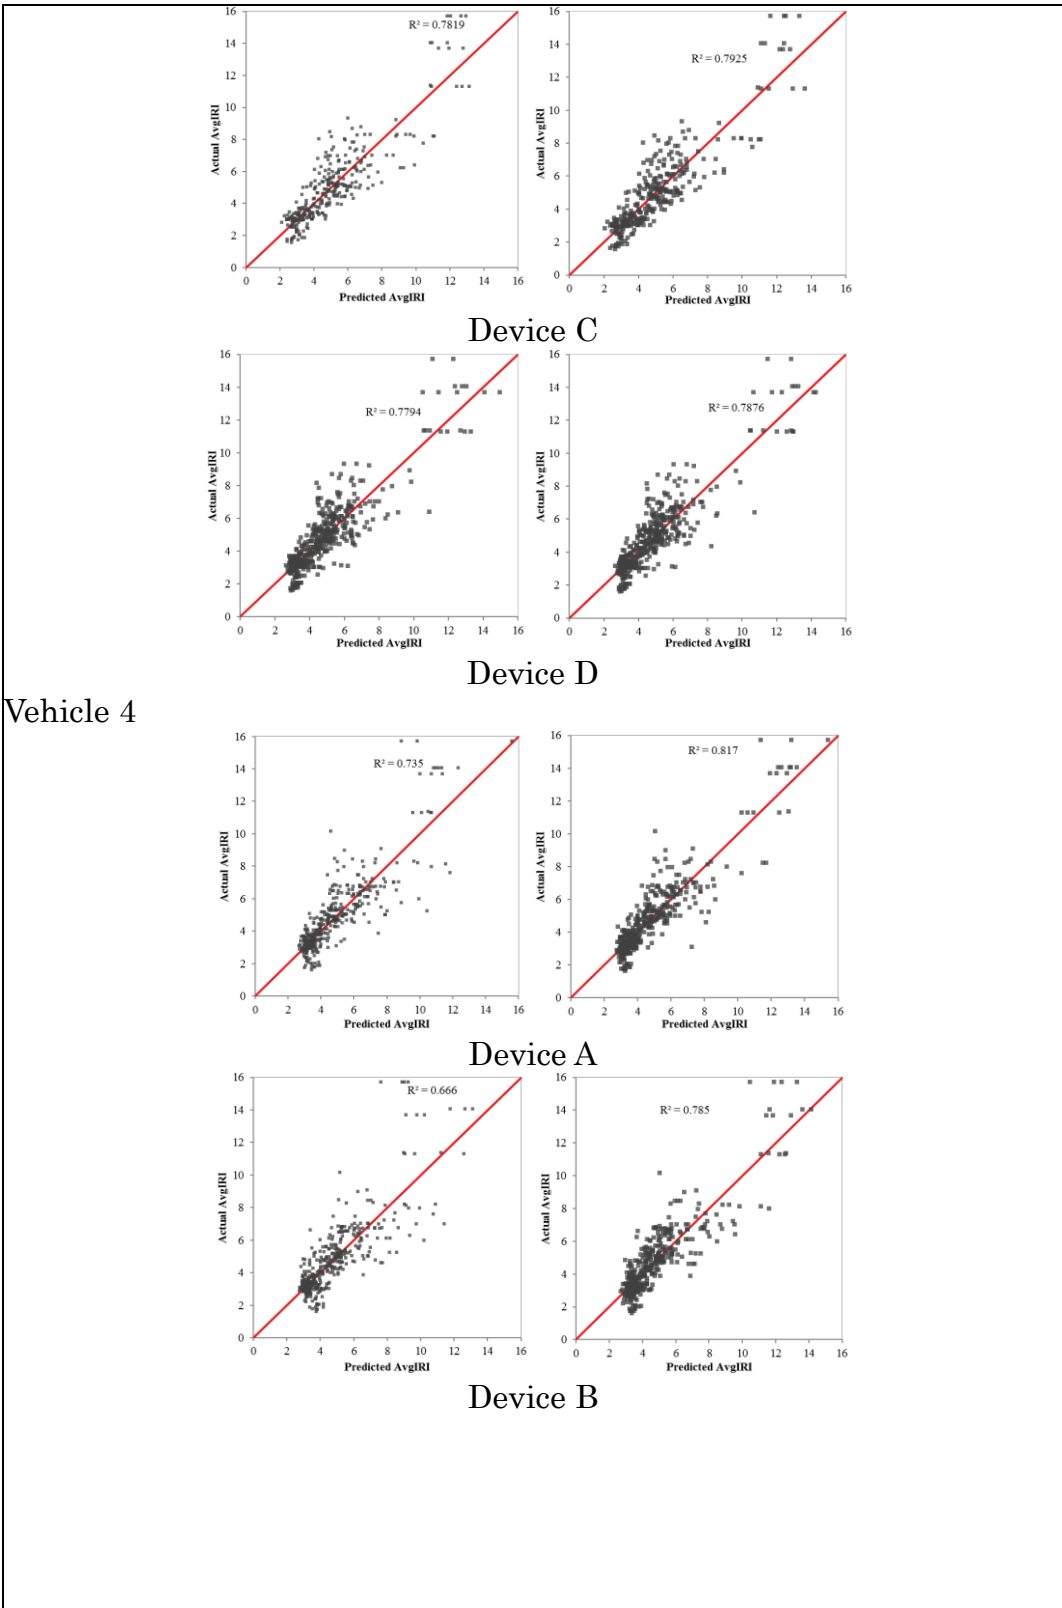 R² = 0.7819
16
14
12
10
8
6
4
2
0
Actual AvgIRI
0 2 4 6 8 10 12 14 16
Predicted AvgIRI
R² = 0.7925
16
14
12
10
8
6
4
2
0
Actual AvgIRI
0 2 4 6 8 10 12 14 16
Predicted AvgIRI
Device C
R² = 0.7794
16
14
12
10
8
6
4
2
0
Actual AvgIRI
0 2 4 6 8 10 12 14 16
Predicted AvgIRI
R² = 0.7876
16
14
12
10
8
6
4
2
0
Actual AvgIRI
0 2 4 6 8 10 12 14 16
Predicted AvgIRI
Device D
Vehicle 4
R² = 0.735
16
14
12
10
8
6
4
2
0
Actual AvgIRI
0 2 4 6 8 10 12 14 16
Predicted AvgIRI
R² = 0.817
16
14
12
10
8
6
4
2
0
Actual AvgIRI
0 2 4 6 8 10 12 14 16
Predicted AvgIRI
Device A
R² = 0.666
16
14
12
10
8
6
4
2
0
Actual AvgIRI
0 2 4 6 8 10 12 14 16
Predicted AvgIRI
R² = 0.785
16
14
12
10
8
6
4
2
0
Actual AvgIRI
0 2 4 6 8 10 12 14 16
Predicted AvgIRI
Device B